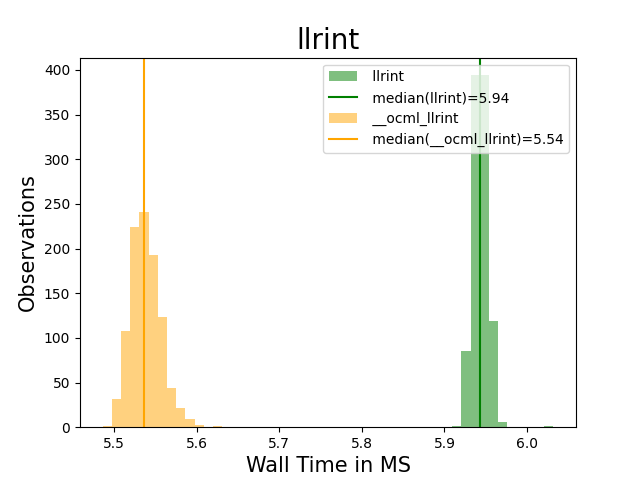 llrint
Observations
400
350
300
250
200
150
100
50
0
llrint
median(llrint)=5.94
__ocml_llrint
median(__ocml_llrint)=5.54
5.5 5.6 5.7 5.8 5.9 6.0
Wall Time in MS